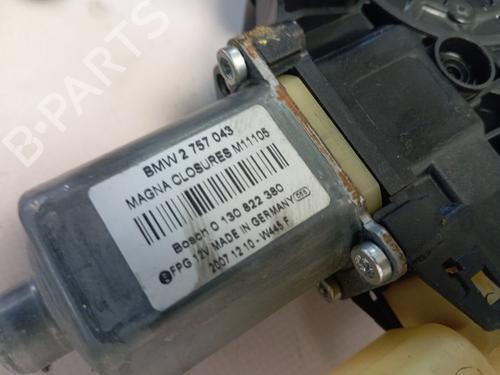 B-PARTS
BMW 2 757 043
MAGNA CLOSURES M11105
Bosch 0 130 822 380
FPG 12V MADE IN GERMANY
2007 12 10 - W445 F